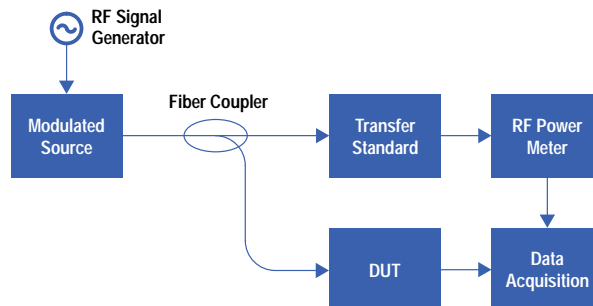 RF Signal
Generator
Fiber Coupler
Modulated
Source
Transfer
Standard
RF Power
Meter
DUT
Data
Acquisition